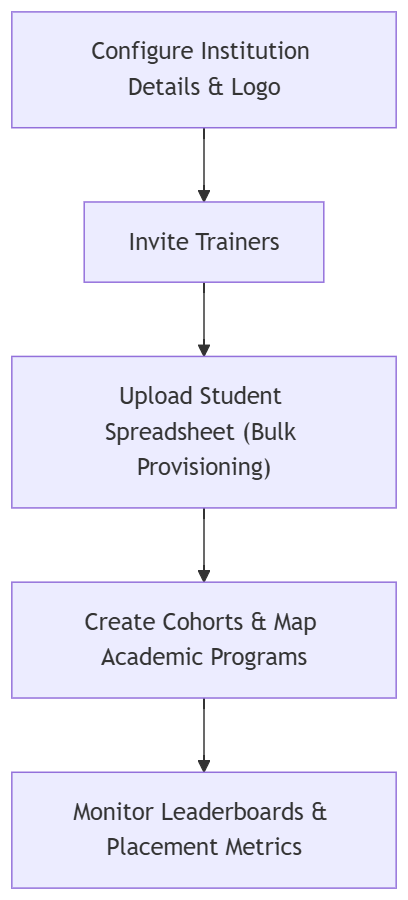 Configure Institution
Details & Logo
Invite Trainers
Upload Student
Spreadsheet (Bulk
Provisioning)
Create Cohorts & Map
Academic Programs
Monitor Leaderboards &
Placement Metrics